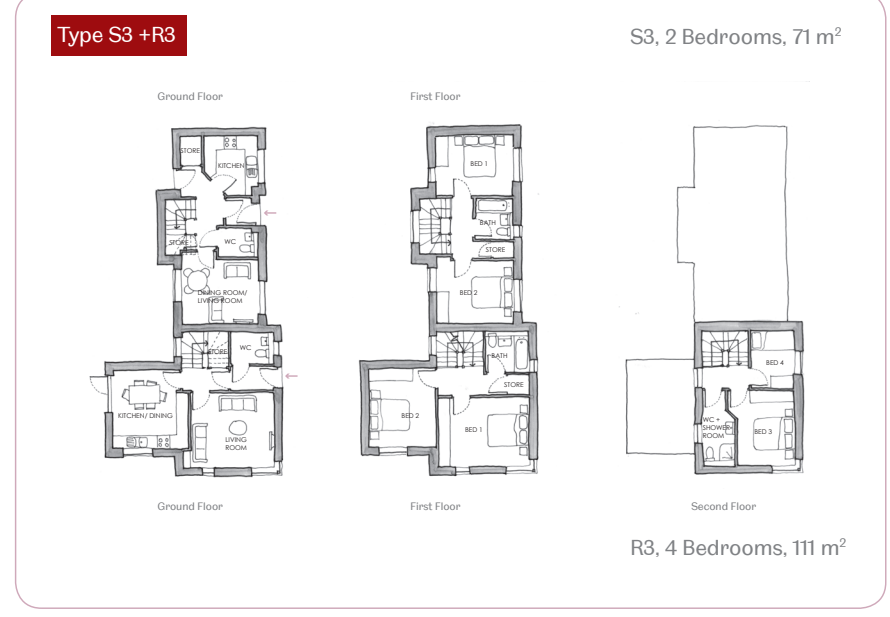 Type S3 +R3
S3, 2 Bedrooms, 71 m²
Ground Floor
First Floor
STORE
KITCHEN
STORE
WC
DINING ROOM/
LIVING ROOM
STORE
WC
KITCHEN/ DINING
LIVING
ROOM
BED 1
BATH
STORE
BED 2
BATH
STORE
BED 2
BED 1
BED 4
WC +
SHOWER-
ROOM
BED 3
Ground Floor
First Floor
Second Floor
R3, 4 Bedrooms, 111 m²